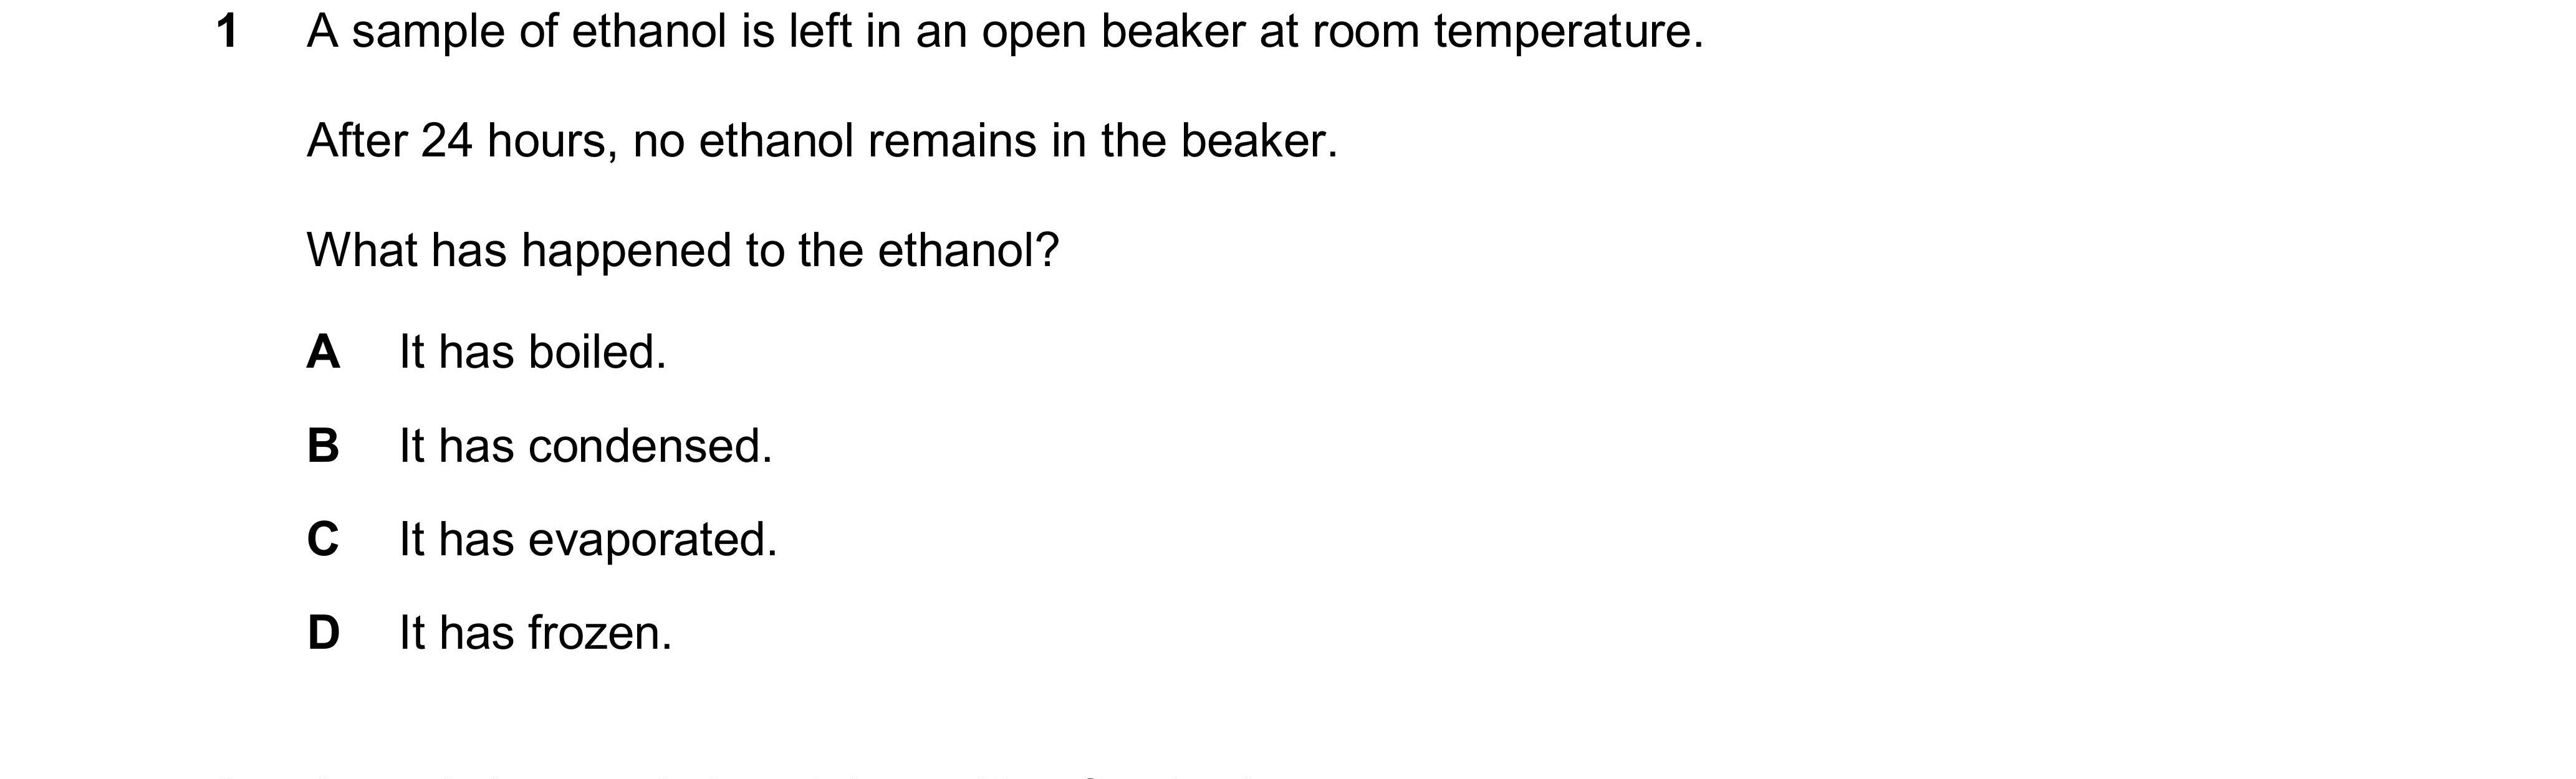 1 A sample of ethanol is left in an open beaker at room temperature.
After 24 hours, no ethanol remains in the beaker.
What has happened to the ethanol?
A It has boiled.
B It has condensed.
C It has evaporated.
D It has frozen.